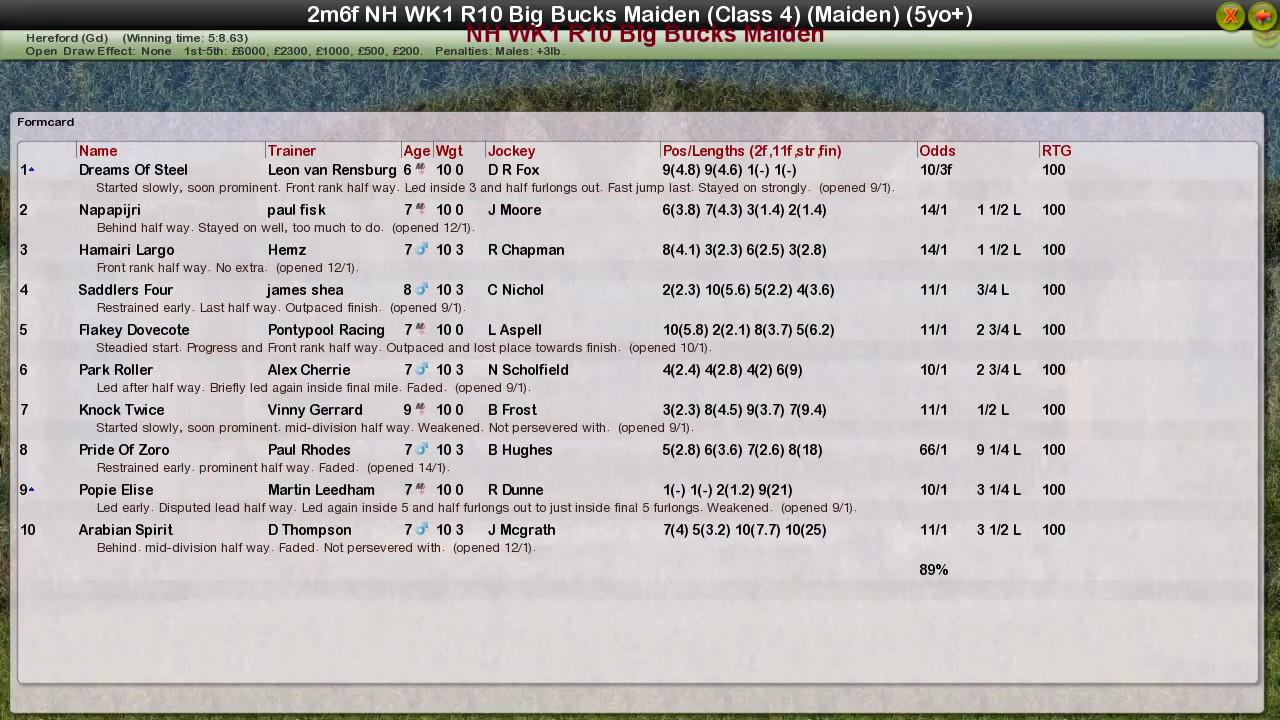 2m6f NH WK1 R10 Big Bucks Maiden (Class 4) (Maiden) (5yo+)
NH WK1 R10 Big Bucks Maiden
Hereford (Gd) (Winning time: 5:8.63)
Open Draw Effect: None 1st-5th: £6000, £2300, £1000, £500, £200. Penalties: Males: +3lb.
Formcard
Name Trainer Age Wgt Jockey Pos/Lengths (2f,11f,str,fin) Odds RTG
1 Dreams Of Steel Leon van Rensburg 6 10 0 D R Fox 9(4.8) 9(4.6) 1(-) 1(-) 10/3f 100
Started slowly, soon prominent. Front rank half way. Led inside 3 and half furlongs out. Fast jump last. Stayed on strongly. (opened 9/1).
2 Napapijri paul fisk 7 10 0 J Moore 6(3.8) 7(4.3) 3(1.4) 2(1.4) 14/1 1 1/2 L 100
Behind half way. Stayed on well, too much to do. (opened 12/1).
3 Hamairi Largo Hemz 7 10 3 R Chapman 8(4.1) 3(2.3) 6(2.5) 3(2.8) 14/1 1 1/2 L 100
Front rank half way. No extra. (opened 12/1).
4 Saddlers Four james shea 8 10 3 C Nichol 2(2.3) 10(5.6) 5(2.2) 4(3.6) 11/1 3/4 L 100
Restrained early. Last half way. Outpaced finish. (opened 9/1).
5 Flakey Dovecote Pontypool Racing 7 10 0 L Aspell 10(5.8) 2(2.1) 8(3.7) 5(6.2) 11/1 2 3/4 L 100
Steadied start. Progress and Front rank half way. Outpaced and lost place towards finish. (opened 10/1).
6 Park Roller Alex Cherrie 7 10 3 N Scholfield 4(2.4) 4(2.8) 4(2) 6(9) 10/1 2 3/4 L 100
Led after half way. Briefly led again inside final mile. Faded. (opened 9/1).
7 Knock Twice Vinny Gerrard 9 10 0 B Frost 3(2.3) 8(4.5) 9(3.7) 7(9.4) 11/1 1/2 L 100
Started slowly, soon prominent. mid-division half way. Weakened. Not persevered with. (opened 9/1).
8 Pride Of Zoro Paul Rhodes 7 10 3 B Hughes 5(2.8) 6(3.6) 7(2.6) 8(18) 66/1 9 1/4 L 100
Restrained early. prominent half way. Faded. (opened 14/1).
9 Popie Elise Martin Leedham 7 10 0 R Dunne 1(-) 1(-) 2(1.2) 9(21) 10/1 3 1/4 L 100
Led early. Disputed lead half way. Led again inside 5 and half furlongs out to just inside final 5 furlongs. Weakened. (opened 9/1).
10 Arabian Spirit D Thompson 7 10 3 J Mcgrath 7(4) 5(3.2) 10(7.7) 10(25) 11/1 3 1/2 L 100
Behind. mid-division half way. Faded. Not persevered with. (opened 12/1).
89%